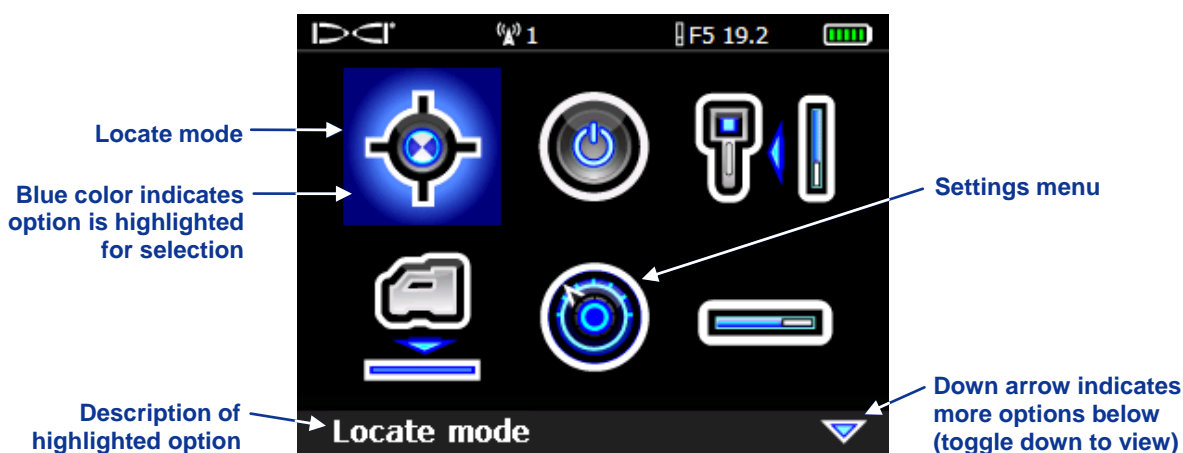 DCI
1
F5 19.2
Locate mode
Blue color indicates
option is highlighted
for selection
Settings menu
Description of
highlighted option
Locate mode
Down arrow indicates
more options below
(toggle down to view)